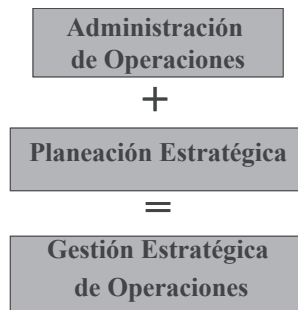 Administración
de Operaciones
+
Planeación Estratégica
=
Gestión Estratégica
de Operaciones